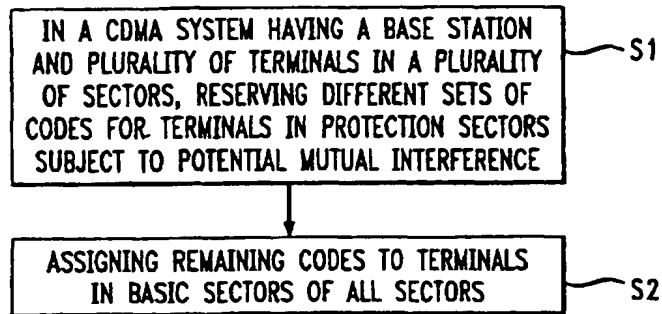 IN A CDMA SYSTEM HAVING A BASE STATION
AND PLURALITY OF TERMINALS IN A PLURALITY
OF SECTORS, RESERVING DIFFERENT SETS OF
CODES FOR TERMINALS IN PROTECTION SECTORS
SUBJECT TO POTENTIAL MUTUAL INTERFERENCE
S1
ASSIGNING REMAINING CODES TO TERMINALS
IN BASIC SECTORS OF ALL SECTORS
S2